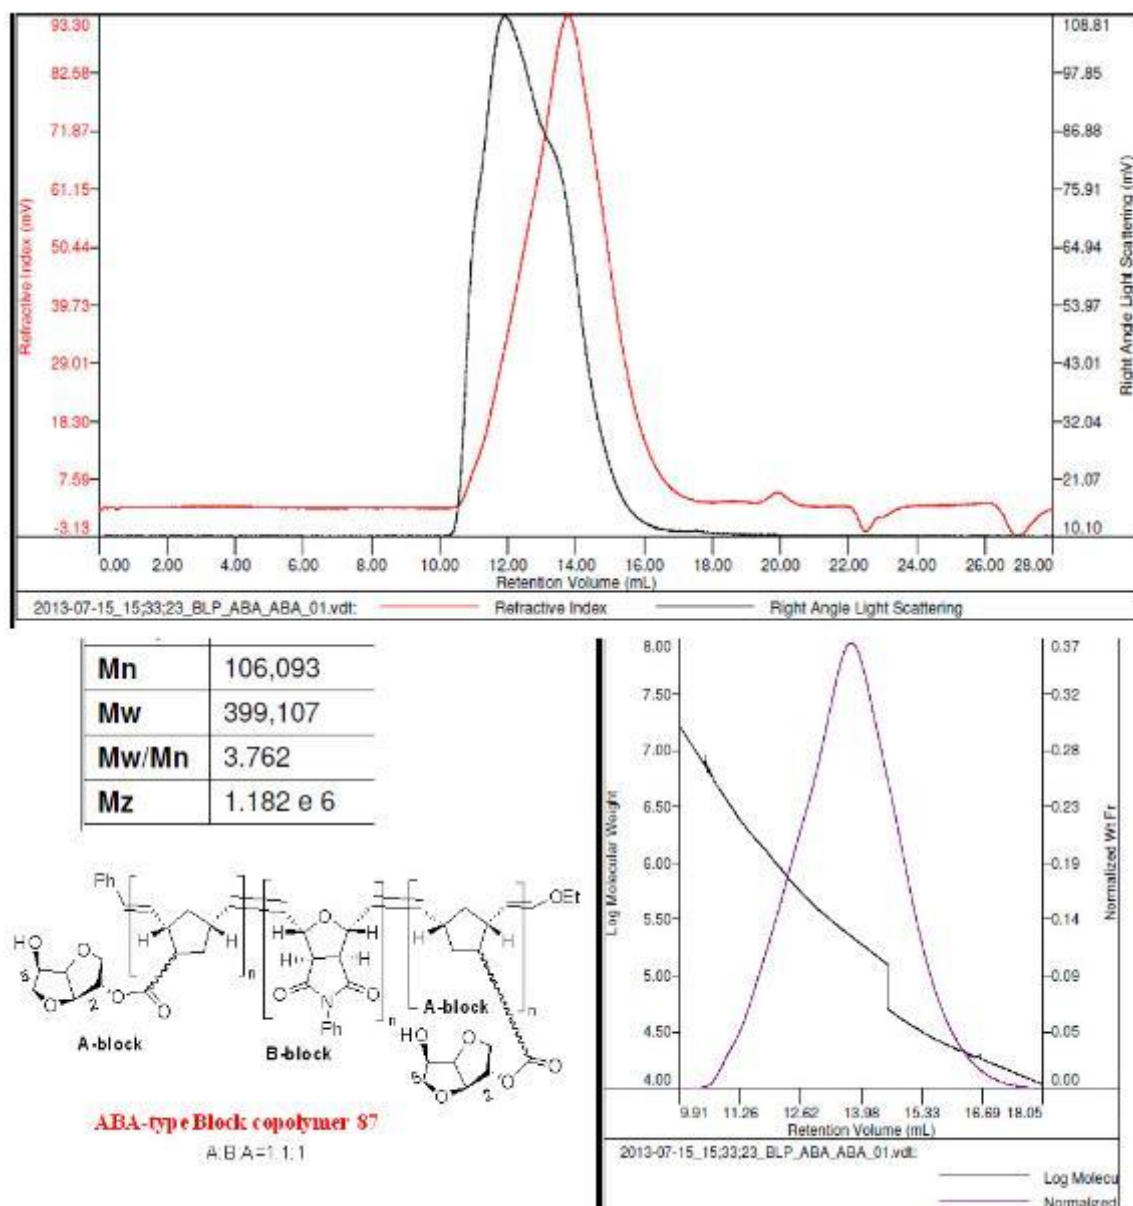 93.30
82.58
71.87
61.15
50.44
39.73
29.01
18.30
7.59
-3.13
Refractive Index (mV)
108.81
97.85
86.88
75.91
64.94
53.97
43.01
32.04
21.07
10.10
Right Angle Light Scattering (mV)
0.00 2.00 4.00 6.00 8.00 10.00 12.00 14.00 16.00 18.00 20.00 22.00 24.00 26.00 28.00
Retention Volume (mL)
2013-07-15_15;33;23_BLP_ABA_ABA_01.vdt: Refractive Index Right Angle Light Scattering
Mn 106,093
Mw 399,107
Mw/Mn 3.762
Mz 1.182 e 6
Ph
OEt
O
H H
H H
HO
O
5
O
2
O
O
n
H H
O O
N
Ph
n
H H
n
A-block
B-block
A-block
HO
O
5
O
2
O
O
ABA-type Block copolymer 87
A:B:A=1:1:1
8.00
7.50
7.00
6.50
6.00
5.50
5.00
4.50
4.00
Log Molecular Weight
0.37
0.32
0.28
0.23
0.19
0.14
0.09
0.05
0.00
Normalized Wt Fr
9.91 11.26 12.62 13.98 15.33 16.69 18.05
Retention Volume (mL)
2013-07-15_15;33;23_BLP_ABA_ABA_01.vdt:
Log Molecu
Normalized